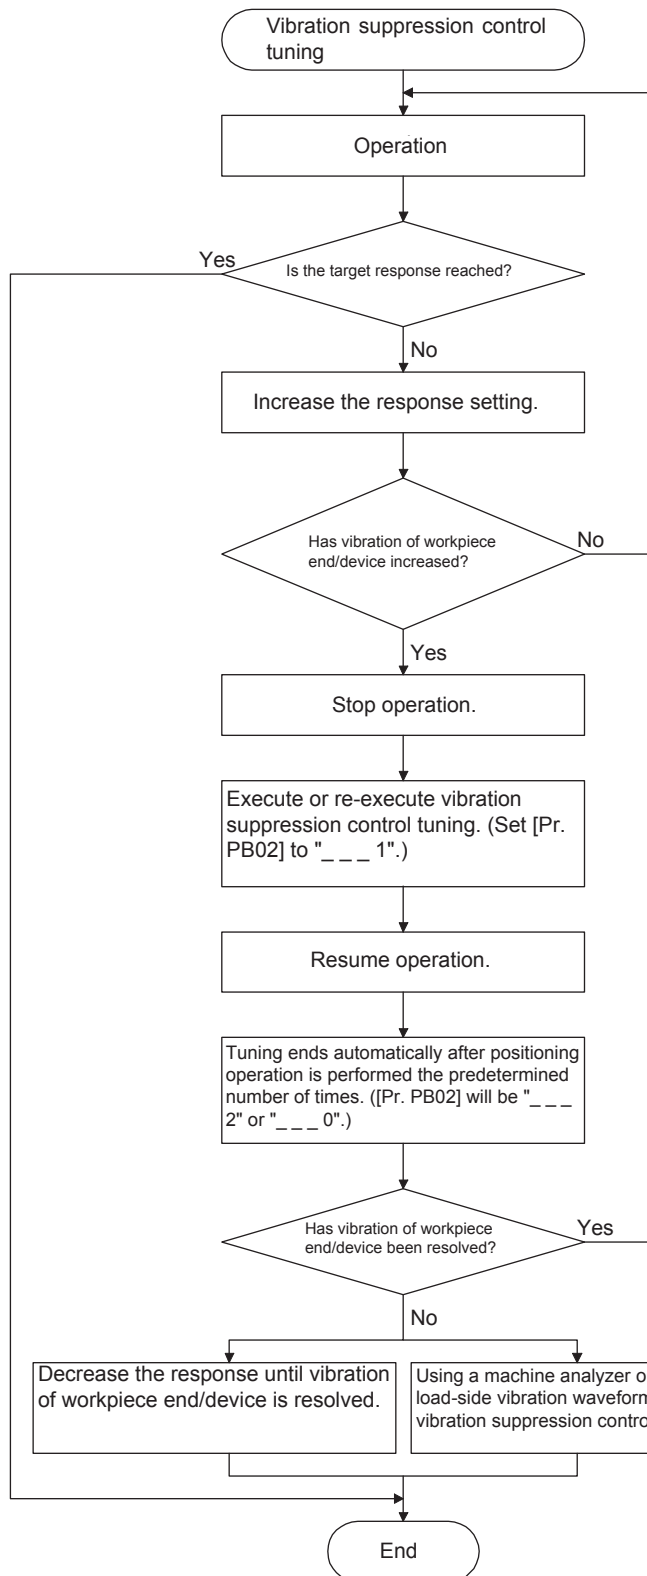 Vibration suppression control
tuning
Operation
Yes
Is the target response reached?
No
Increase the response setting.
Has vibration of workpiece
end/device increased?
No
Yes
Stop operation.
Execute or re-execute vibration
suppression control tuning. (Set [Pr.
PB02] to "_ _ _ 1".)
Resume operation.
Tuning ends automatically after positioning
operation is performed the predetermined
number of times. ([Pr. PB02] will be "_ _ _
2" or "_ _ _ 0".)
Has vibration of workpiece
end/device been resolved?
Yes
No
Decrease the response until vibration
of workpiece end/device is resolved.
Using a machine analyzer o
load-side vibration waveform
vibration suppression contro
End